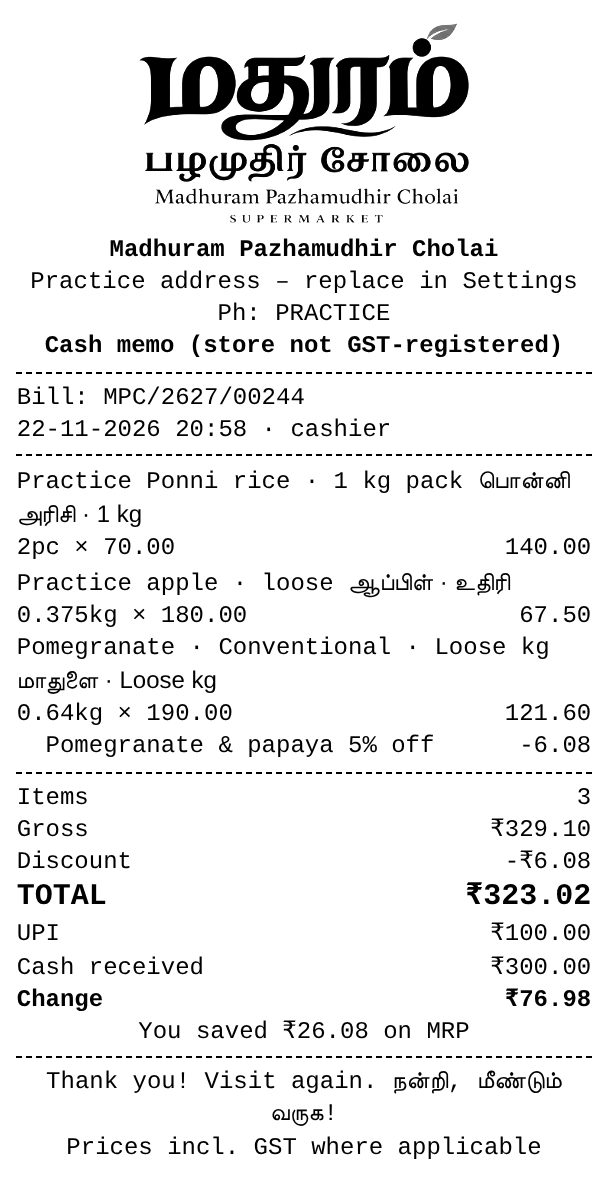 மதுரம்
பழமுதிர் சோலை
Madhuram Pazhamudhir Cholai
SUPERMARKET
Madhuram Pazhamudhir Cholai
Practice address – replace in Settings
Ph: PRACTICE
Cash memo (store not GST-registered)
Bill: MPC/2627/00244
22-11-2026 20:58 · cashier
Practice Ponni rice · 1 kg pack பொன்னி
அரிசி · 1 kg
2pc × 70.00 140.00
Practice apple · loose ஆப்பிள் · உதிரி
0.375kg × 180.00 67.50
Pomegranate · Conventional · Loose kg
மாதுளை · Loose kg
0.64kg × 190.00 121.60
Pomegranate & papaya 5% off -6.08
Items 3
Gross ₹329.10
Discount -₹6.08
TOTAL ₹323.02
UPI ₹100.00
Cash received ₹300.00
Change ₹76.98
You saved ₹26.08 on MRP
Thank you! Visit again. நன்றி, மீண்டும்
வருக!
Prices incl. GST where applicable